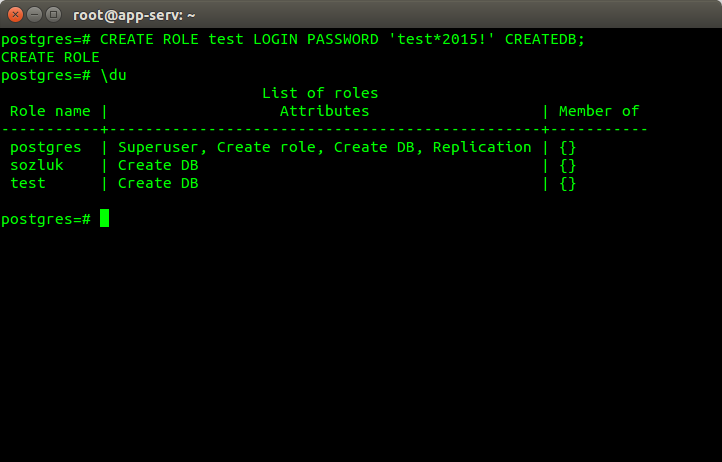 root@app-serv: ~
postgres=# CREATE ROLE test LOGIN PASSWORD 'test*2015!' CREATEDB;
CREATE ROLE
postgres=# \du
                             List of roles
 Role name |                   Attributes                   | Member of
-----------+------------------------------------------------+-----------
 postgres  | Superuser, Create role, Create DB, Replication | {}
 sozluk    | Create DB                                      | {}
 test      | Create DB                                      | {}
postgres=#